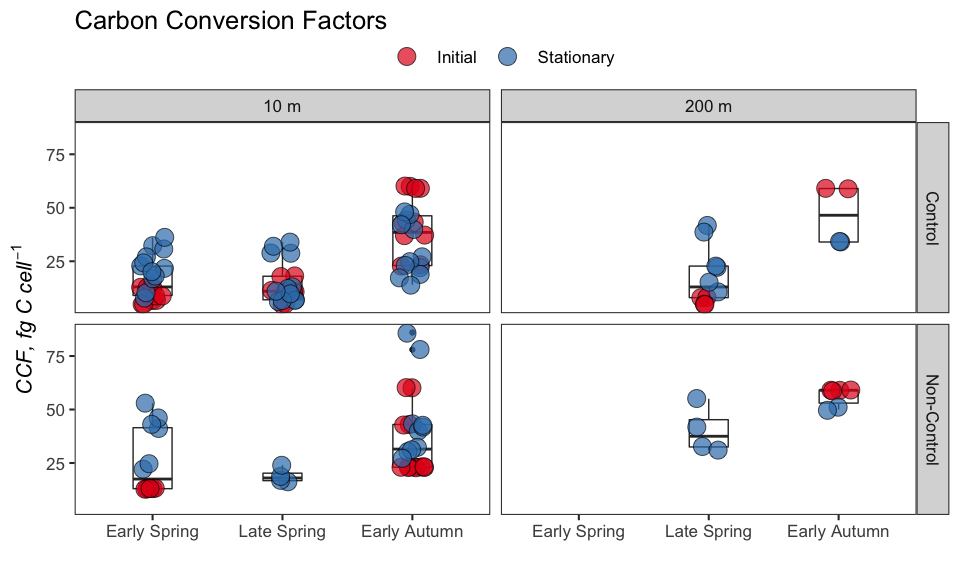 Carbon Conversion Factors
Initial Stationary
10 m 200 m
75
50
25
Control
75
50
25
Non-Control
CCF, fg C cell⁻¹
Early Spring Late Spring Early Autumn Early Spring Late Spring Early Autumn